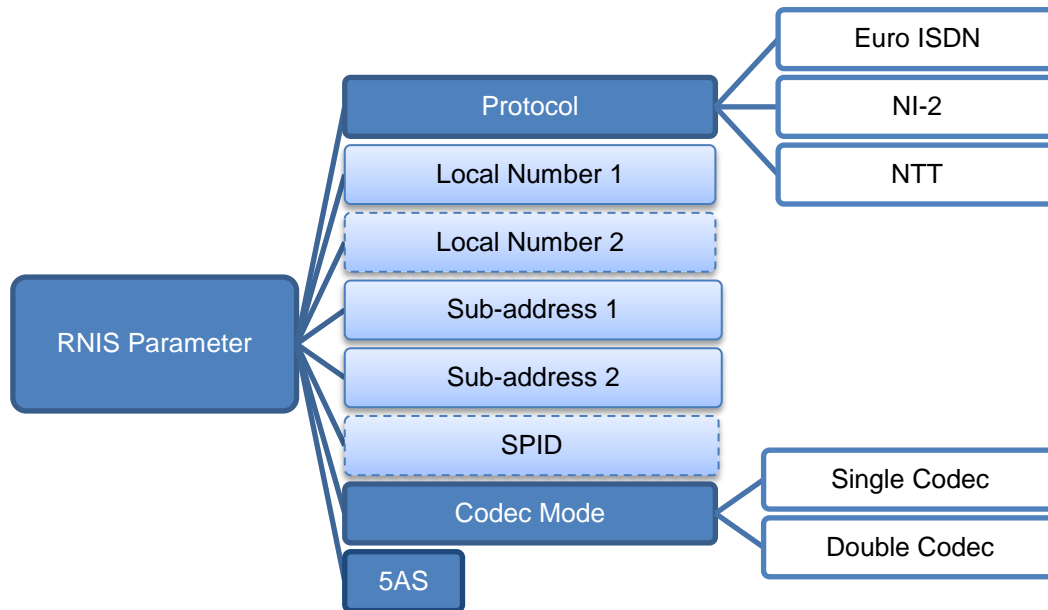 RNIS Parameter
Protocol
Euro ISDN
NI-2
NTT
Local Number 1
Local Number 2
Sub-address 1
Sub-address 2
SPID
Codec Mode
Single Codec
Double Codec
5AS